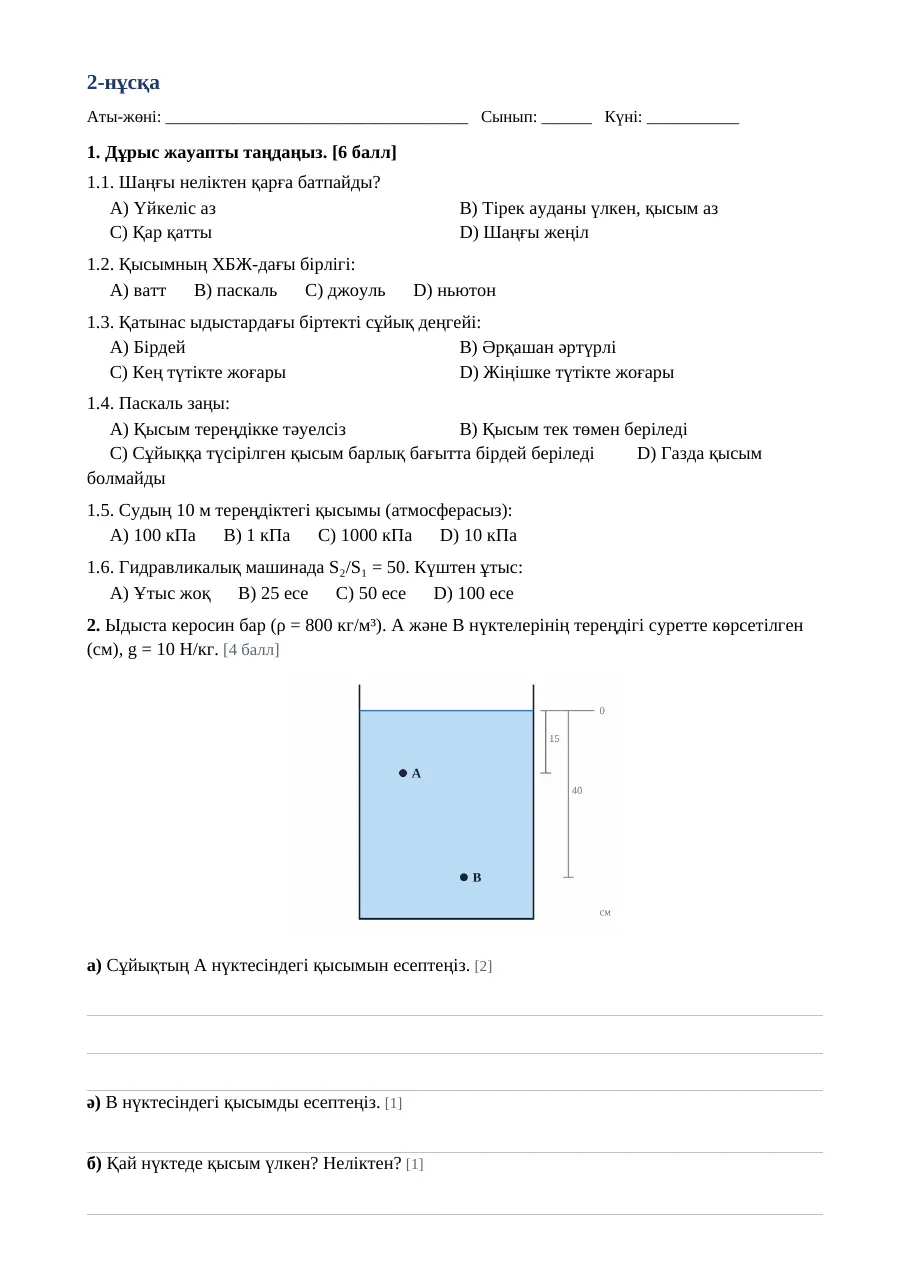 2-нұсқа
Аты-жөні: ____________________________________ Сынып: ______ Күні: ___________
1. Дұрыс жауапты таңдаңыз. [6 балл]
1.1. Шаңғы неліктен қарға батпайды?
A) Үйкеліс аз B) Тірек ауданы үлкен, қысым аз
C) Қар қатты D) Шаңғы жеңіл
1.2. Қысымның ХБЖ-дағы бірлігі:
A) ватт B) паскаль C) джоуль D) ньютон
1.3. Қатынас ыдыстардағы біртекті сұйық деңгейі:
A) Бірдей B) Әрқашан әртүрлі
C) Кең түтікте жоғары D) Жіңішке түтікте жоғары
1.4. Паскаль заңы:
A) Қысым тереңдікке тәуелсіз B) Қысым тек төмен беріледі
C) Сұйыққа түсірілген қысым барлық бағытта бірдей беріледі D) Газда қысым
болмайды
1.5. Судың 10 м тереңдіктегі қысымы (атмосферасыз):
A) 100 кПа B) 1 кПа C) 1000 кПа D) 10 кПа
1.6. Гидравликалық машинада S₂/S₁ = 50. Күштен ұтыс:
A) Ұтыс жоқ B) 25 есе C) 50 есе D) 100 есе
2. Ыдыста керосин бар (ρ = 800 кг/м³). А және В нүктелерінің тереңдігі суретте көрсетілген
(см), g = 10 Н/кг. [4 балл]
0
15
A
40
B
см
а) Сұйықтың А нүктесіндегі қысымын есептеңіз. [2]
ә) В нүктесіндегі қысымды есептеңіз. [1]
б) Қай нүктеде қысым үлкен? Неліктен? [1]